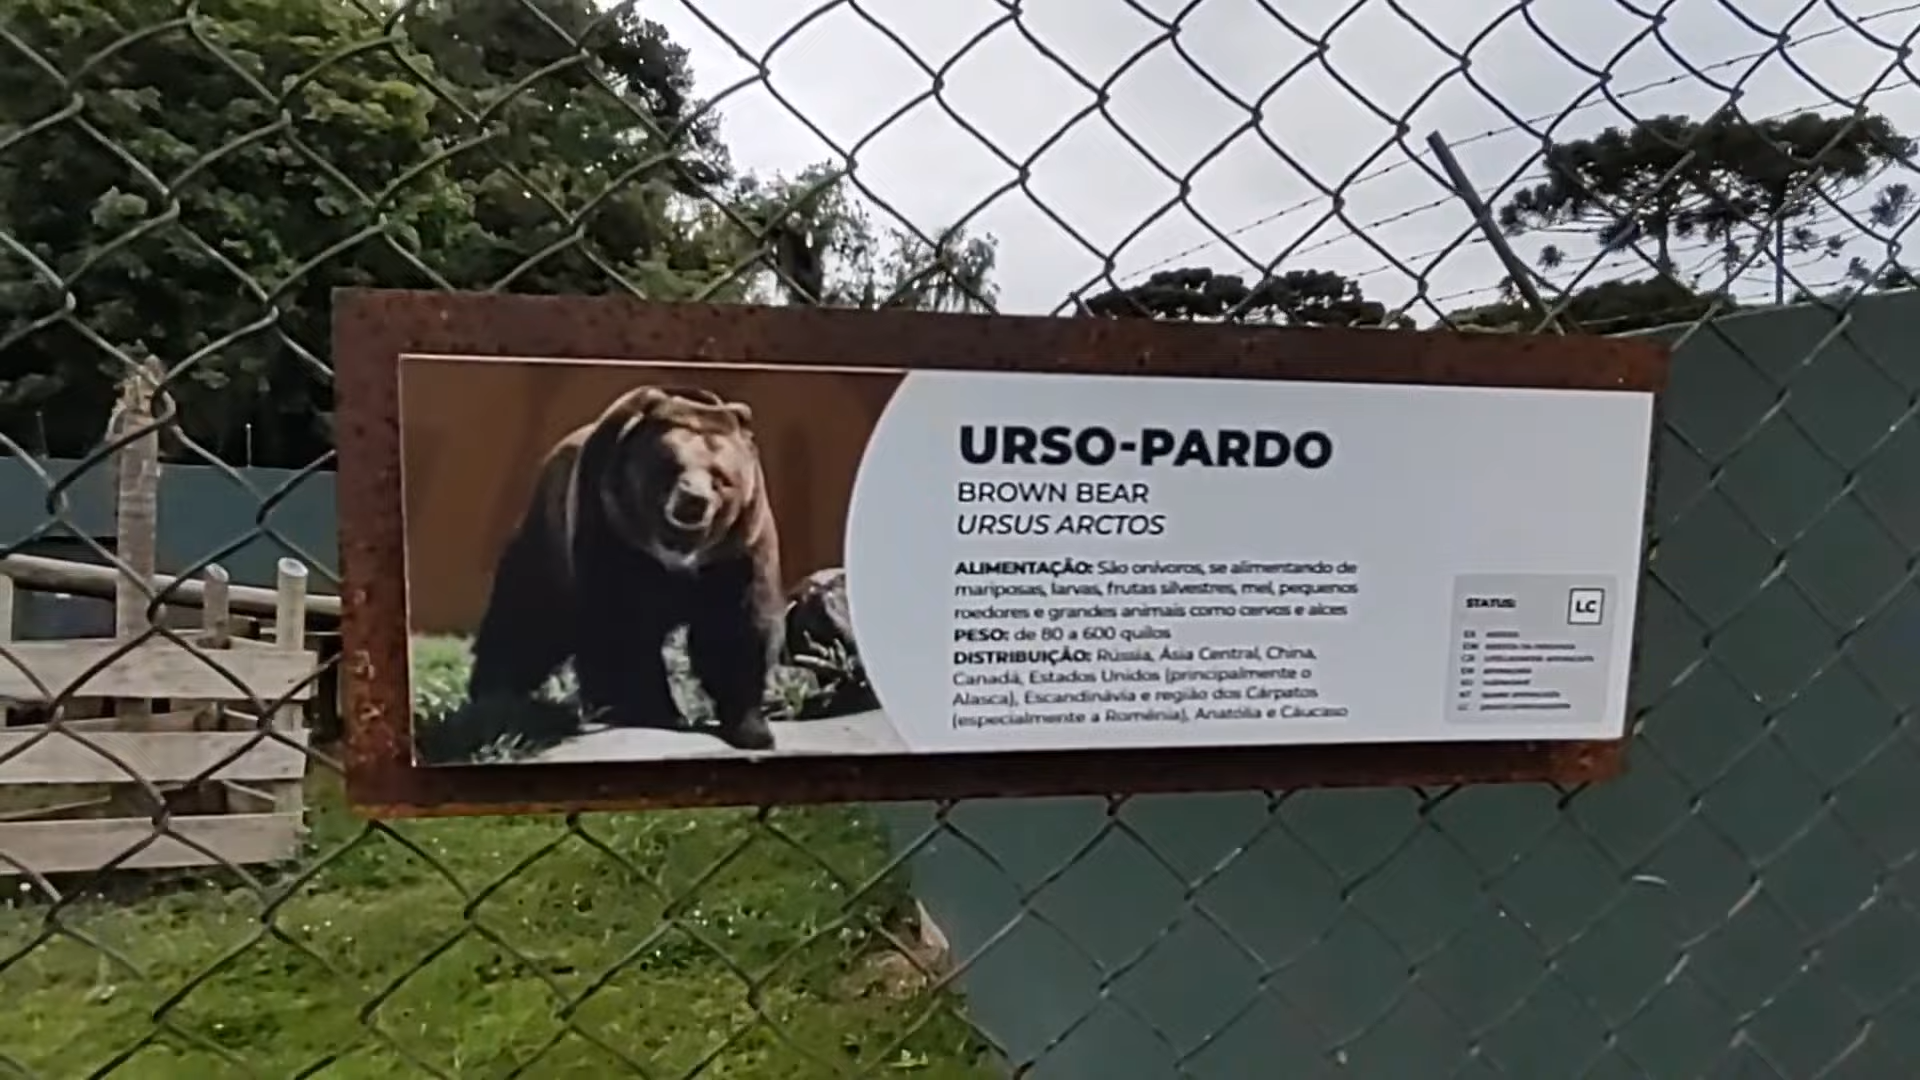 URSO-PARDO
BROWN BEAR
URSUS ARCTOS
ALIMENTAÇÃO: São onívoros, se alimentando de
mariposas, larvas, frutas silvestres, mel, pequenos
roedores e grandes animais como cervos e alces
PESO: de 80 a 600 quilos
DISTRIBUIÇÃO: Rússia, Ásia Central, China,
Canadá, Estados Unidos (principalmente o
Alasca), Escandinávia e região dos Cárpatos
(especialmente a Romênia), Anatólia e Cáucaso
STATUS:
LC